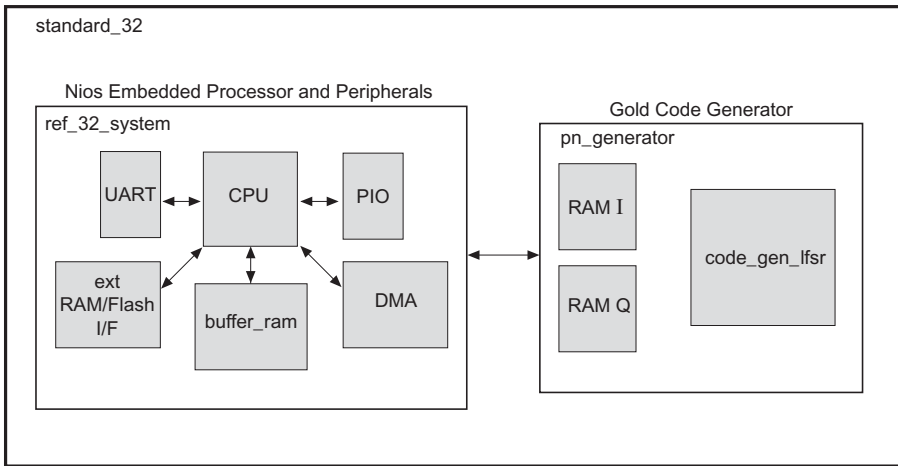 standard_32
Nios Embedded Processor and Peripherals
ref_32_system
UART
CPU
PIO
ext
RAM/Flash
I/F
buffer_ram
DMA
Gold Code Generator
pn_generator
RAM I
RAM Q
code_gen_lfsr